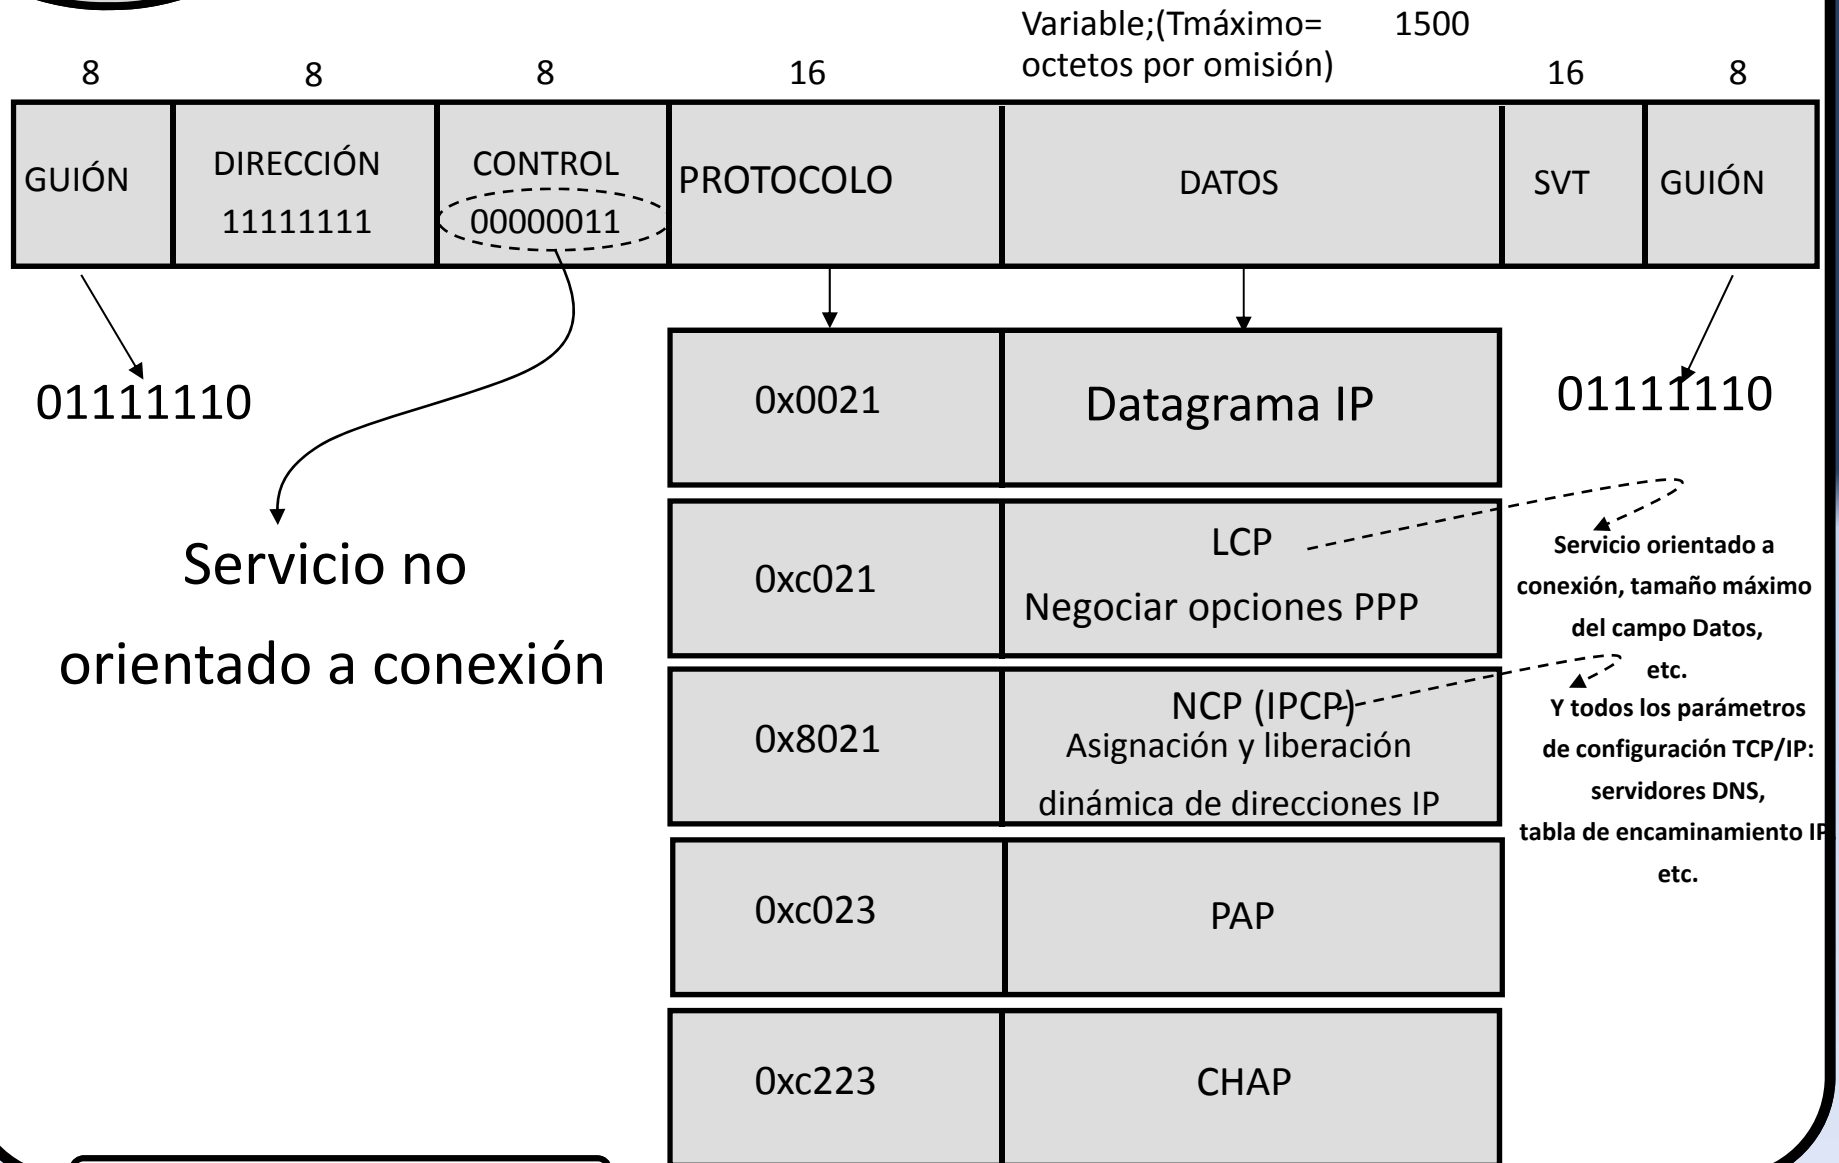 Variable;(Tmáximo= 1500
octetos por omisión)
8 8 8 16 16 8
GUIÓN
DIRECCIÓN
11111111
CONTROL
00000011
PROTOCOLO
DATOS
SVT
GUIÓN
01111110
0x0021
Datagrama IP
01111110
Servicio no
orientado a conexión
0xc021
LCP
Negociar opciones PPP
Servicio orientado a
conexión, tamaño máximo
del campo Datos,
etc.
0x8021
NCP (IPCP)
Asignación y liberación
dinámica de direcciones IP
Y todos los parámetros
de configuración TCP/IP:
servidores DNS,
tabla de encaminamiento IP
etc.
0xc023
PAP
0xc223
CHAP